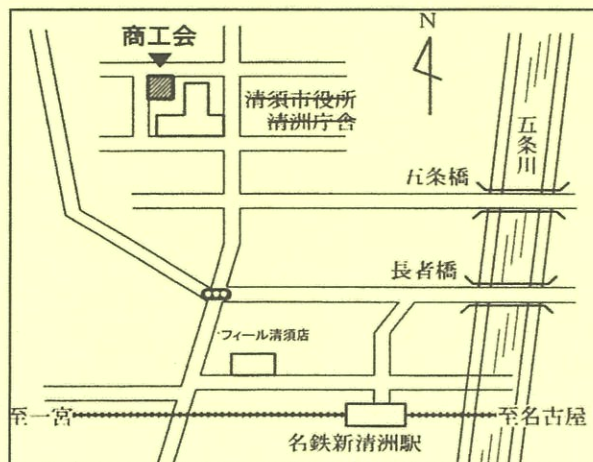 商工会
N
清須市役所
清洲庁舎
五条川
五条橋
長者橋
フィール清須店
至一宮
至名古屋
名鉄新清洲駅